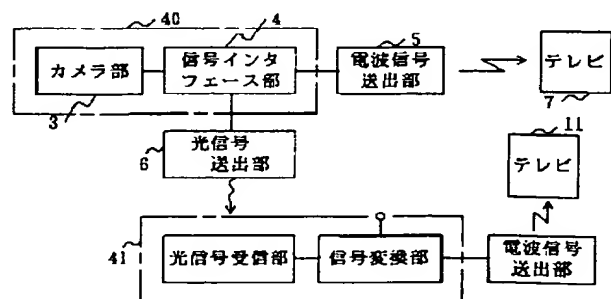 40
4
5
カメラ部
信号インタ
フェース部
電波信号
送出部
テレビ
3
7
11
6
光信号
送出部
テレビ
41
光信号受信部
信号変換部
電波信号
送出部